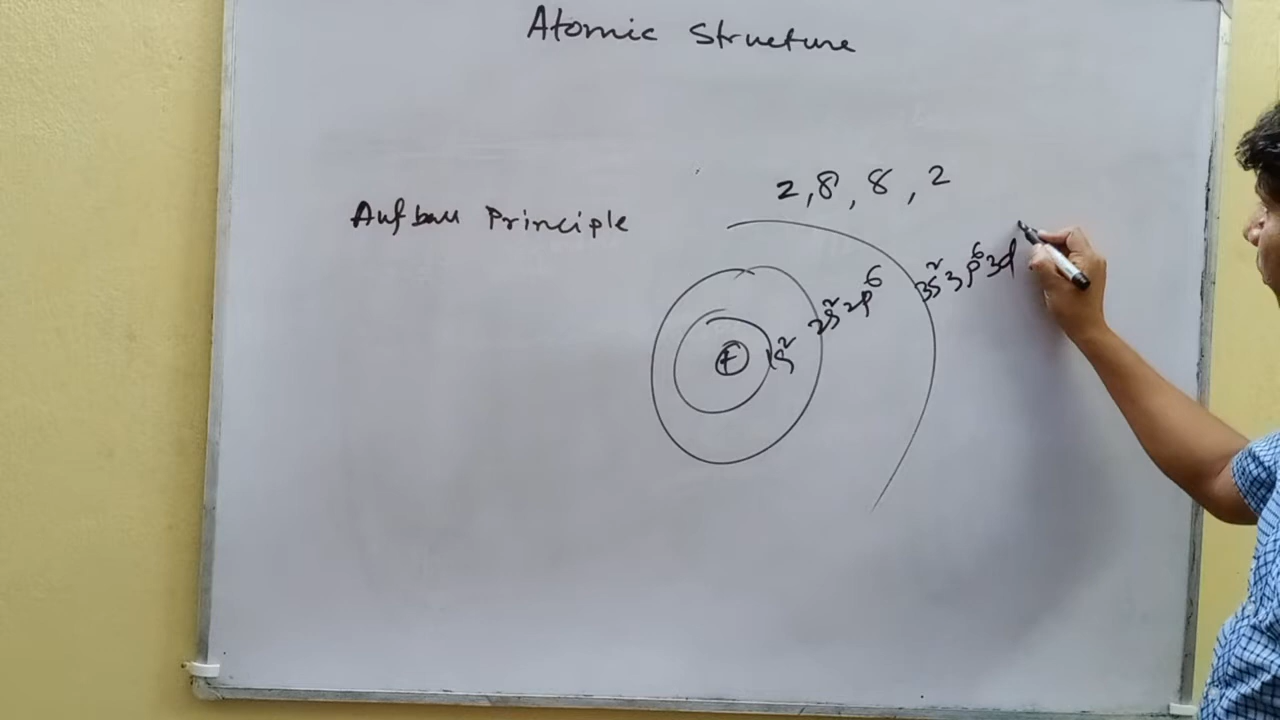 Atomic Structure
2, 8, 8, 2
Aufbau Principle
3s² 3p⁶ 3d
2s² 2p⁶
1s²
+